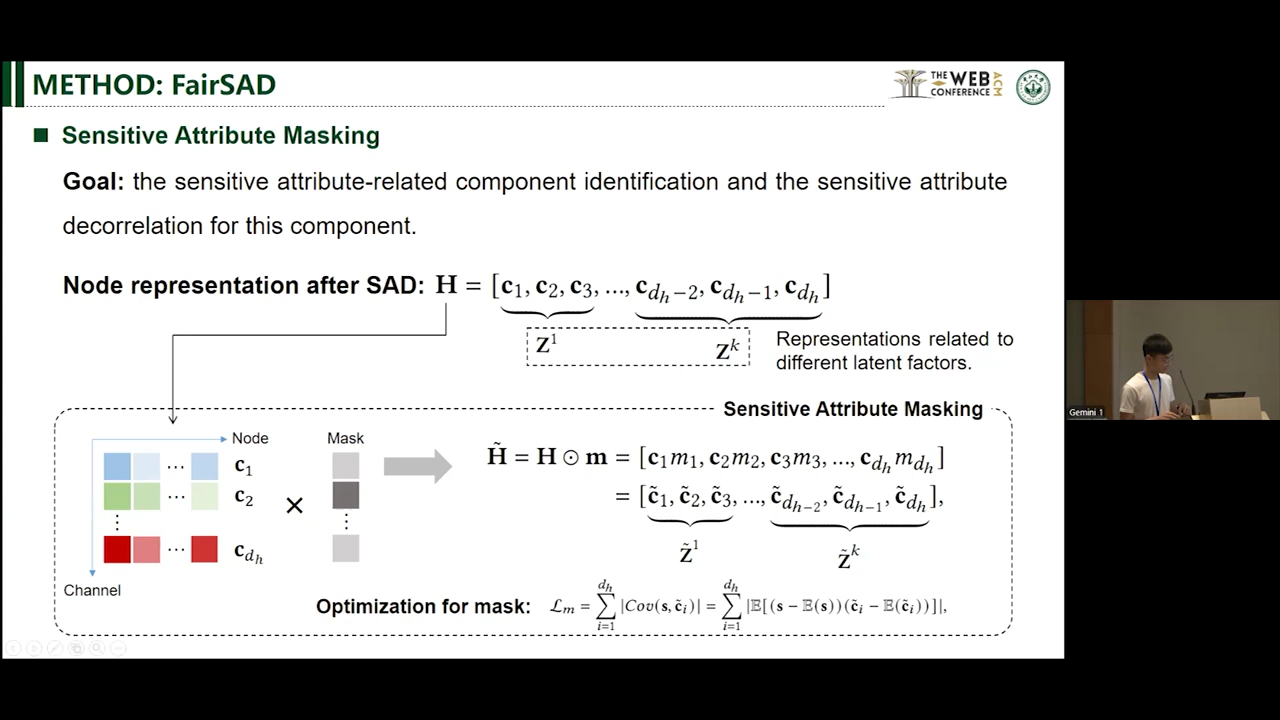 METHOD: FairSAD
THE WEB CONFERENCE ACM
Sensitive Attribute Masking
Goal: the sensitive attribute-related component identification and the sensitive attribute
decorrelation for this component.
Node representation after SAD: H = [c₁, c₂, c₃, ..., c_{d_h−2}, c_{d_h−1}, c_{d_h}]
Z¹ Z^k
Representations related to
different latent factors.
Gemini 1
Sensitive Attribute Masking
Node
Mask
c₁
c₂
c_{d_h}
Channel
×
H̃ = H ⊙ m = [c₁m₁, c₂m₂, c₃m₃, ..., c_{d_h}m_{d_h}]
= [c̃₁, c̃₂, c̃₃, ..., c̃_{d_h−2}, c̃_{d_h−1}, c̃_{d_h}],
Z̃¹ Z̃^k
Optimization for mask: ℒ_m = ∑_{i=1}^{d_h} |Cov(s, c̃_i)| = ∑_{i=1}^{d_h} |𝔼[(s − 𝔼(s))(c̃_i − 𝔼(c̃_i))]|,